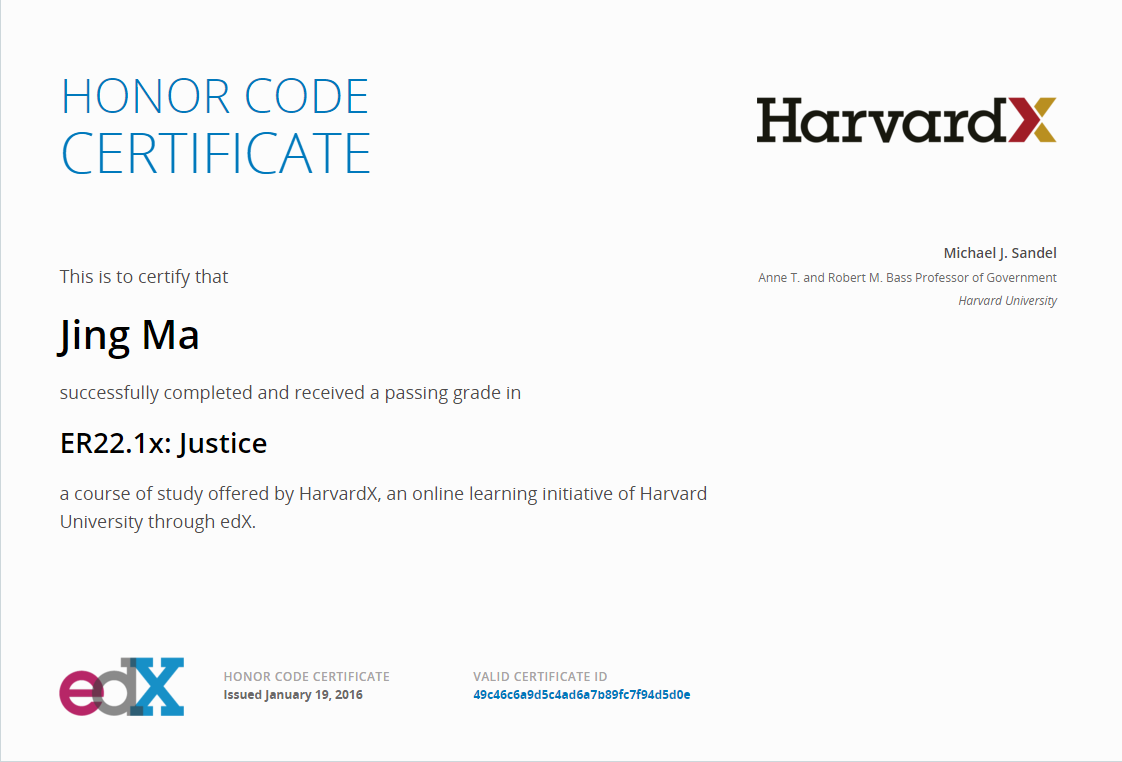 HONOR CODE
CERTIFICATE
HarvardX
Michael J. Sandel
Anne T. and Robert M. Bass Professor of Government
Harvard University
This is to certify that
Jing Ma
successfully completed and received a passing grade in
ER22.1x: Justice
a course of study offered by HarvardX, an online learning initiative of Harvard
University through edX.
edX
HONOR CODE CERTIFICATE
Issued January 19, 2016
VALID CERTIFICATE ID
49c46c6a9d5c4ad6a7b89fc7f94d5d0e